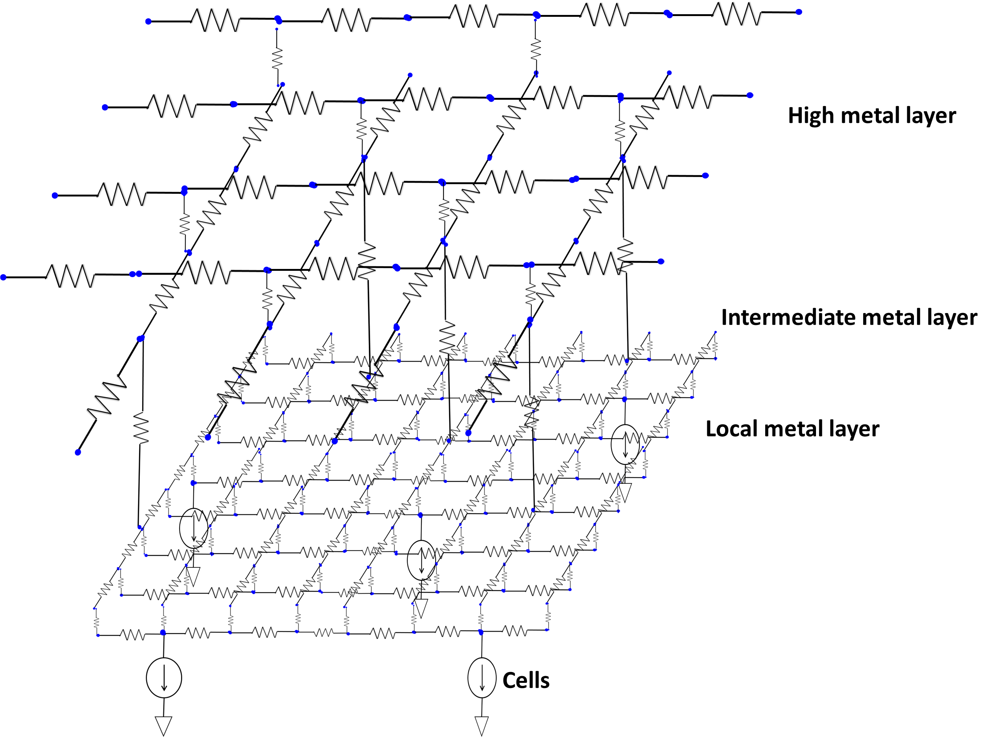 High metal layer
Intermediate metal layer
Local metal layer
Cells